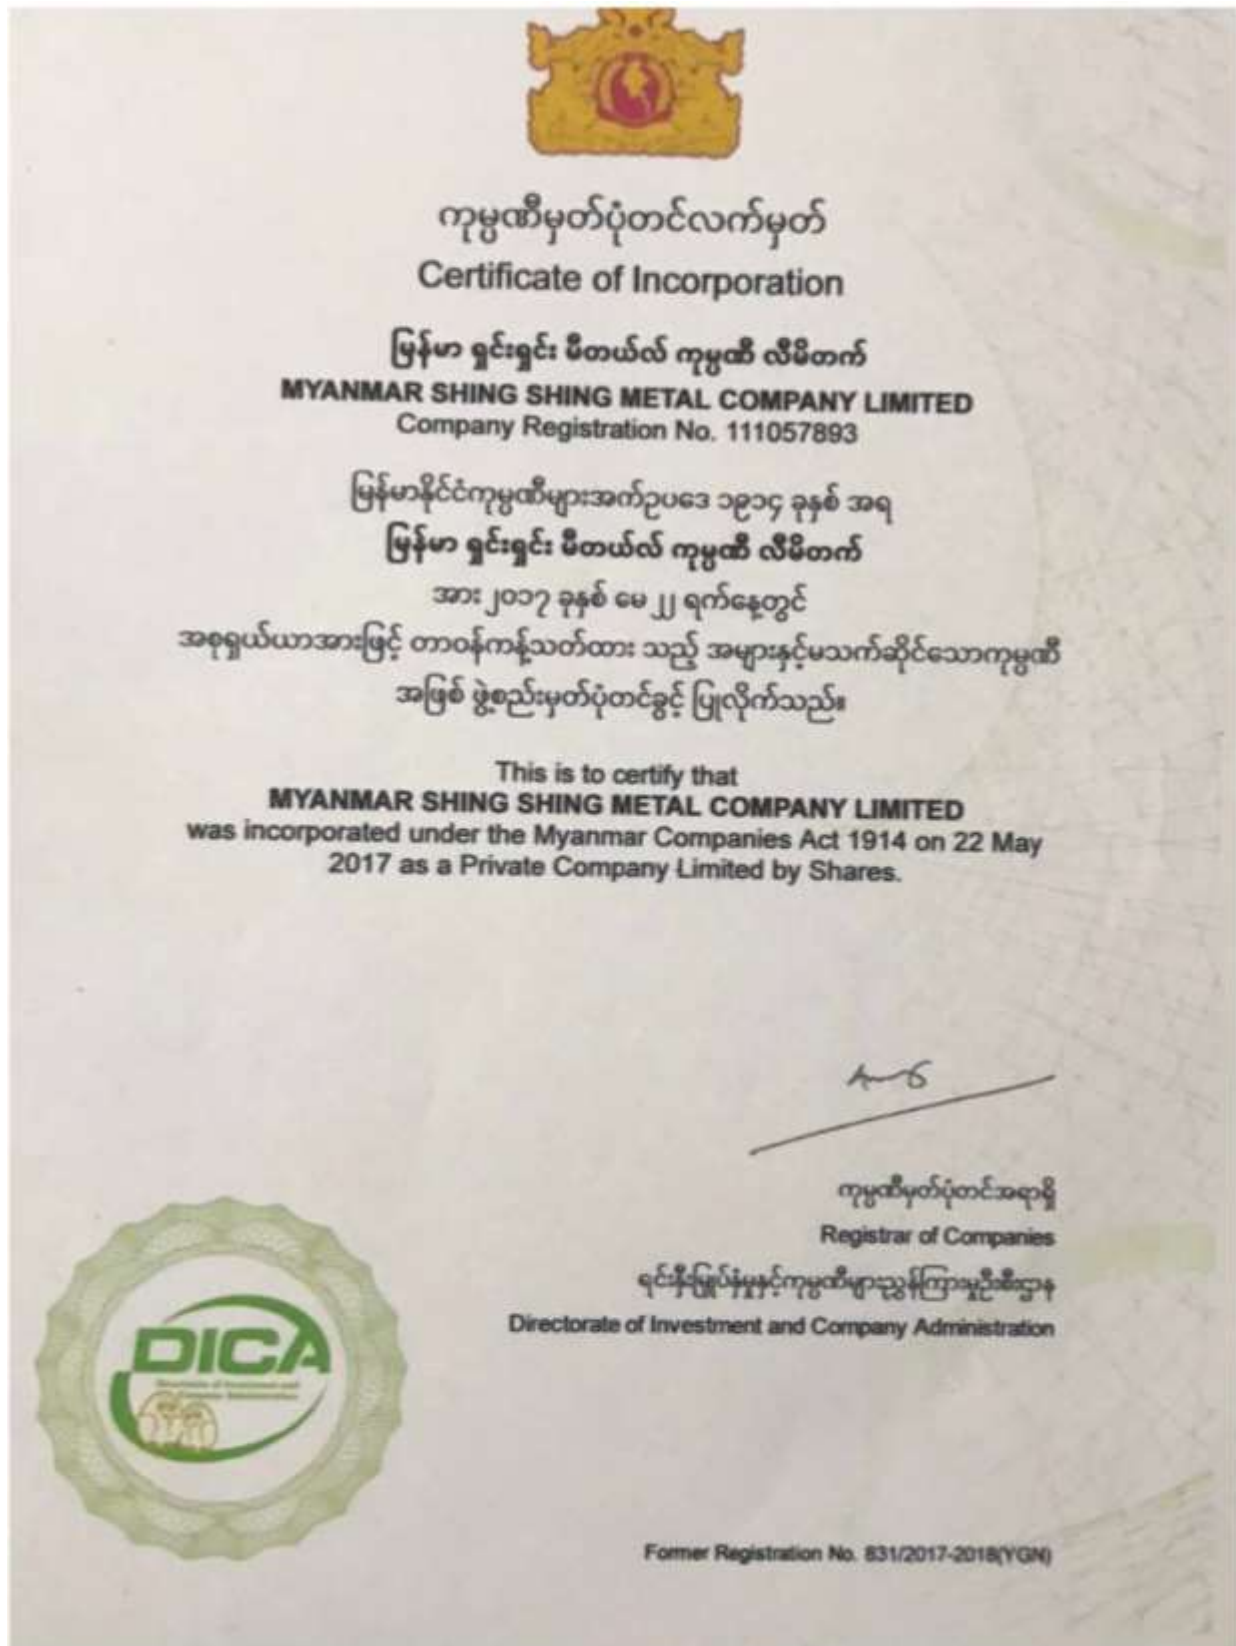 ကုမ္ပဏီမှတ်ပုံတင်လက်မှတ်
Certificate of Incorporation
မြန်မာ ရှင်းရှင်း မီတယ်လ် ကုမ္ပဏီ လီမိတက်
MYANMAR SHING SHING METAL COMPANY LIMITED
Company Registration No. 111057893
မြန်မာနိုင်ငံကုမ္ပဏီများအက်ဥပဒေ ၁၉၁၄ ခုနှစ် အရ
မြန်မာ ရှင်းရှင်း မီတယ်လ် ကုမ္ပဏီ လီမိတက်
အား ၂၀၁၇ ခုနှစ် မေ ၂၂ ရက်နေ့တွင်
အစုရှယ်ယာအားဖြင့် တာဝန်ကန့်သတ်ထား သည့် အများနှင့်မသက်ဆိုင်သောကုမ္ပဏီ
အဖြစ် ဖွဲ့စည်းမှတ်ပုံတင်ခွင့် ပြုလိုက်သည်။
This is to certify that
MYANMAR SHING SHING METAL COMPANY LIMITED
was incorporated under the Myanmar Companies Act 1914 on 22 May
2017 as a Private Company Limited by Shares.
ကုမ္ပဏီမှတ်ပုံတင်အရာရှိ
Registrar of Companies
ရင်းနှီးမြှုပ်နှံမှုနှင့်ကုမ္ပဏီများညွှန်ကြားမှုဦးစီးဌာန
Directorate of Investment and Company Administration
DICA
Directorate of Investment and
Company Administration
Former Registration No. 831/2017-2018(YGN)